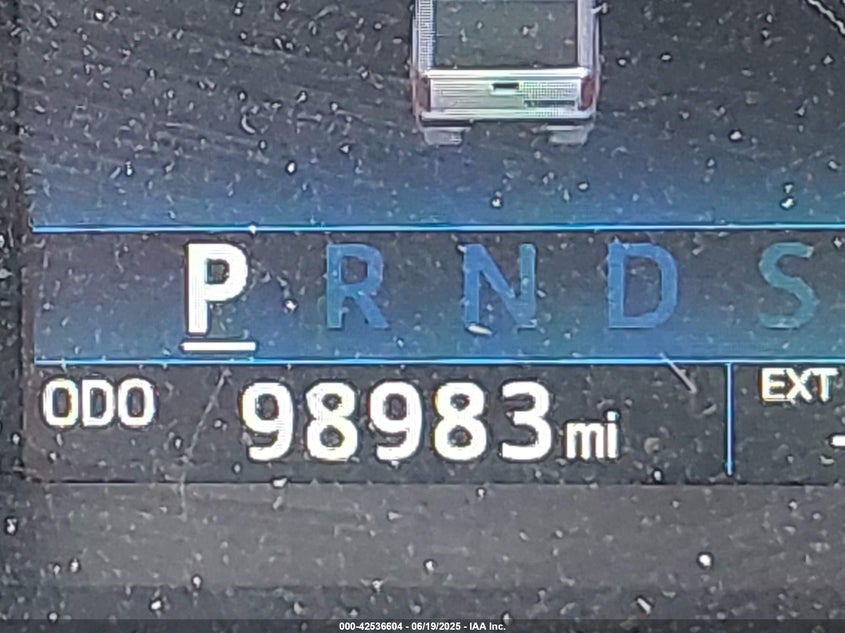 P R N D S
ODO 98983 mi EXT
000-42536604 - 06/19/2025 - IAA Inc.